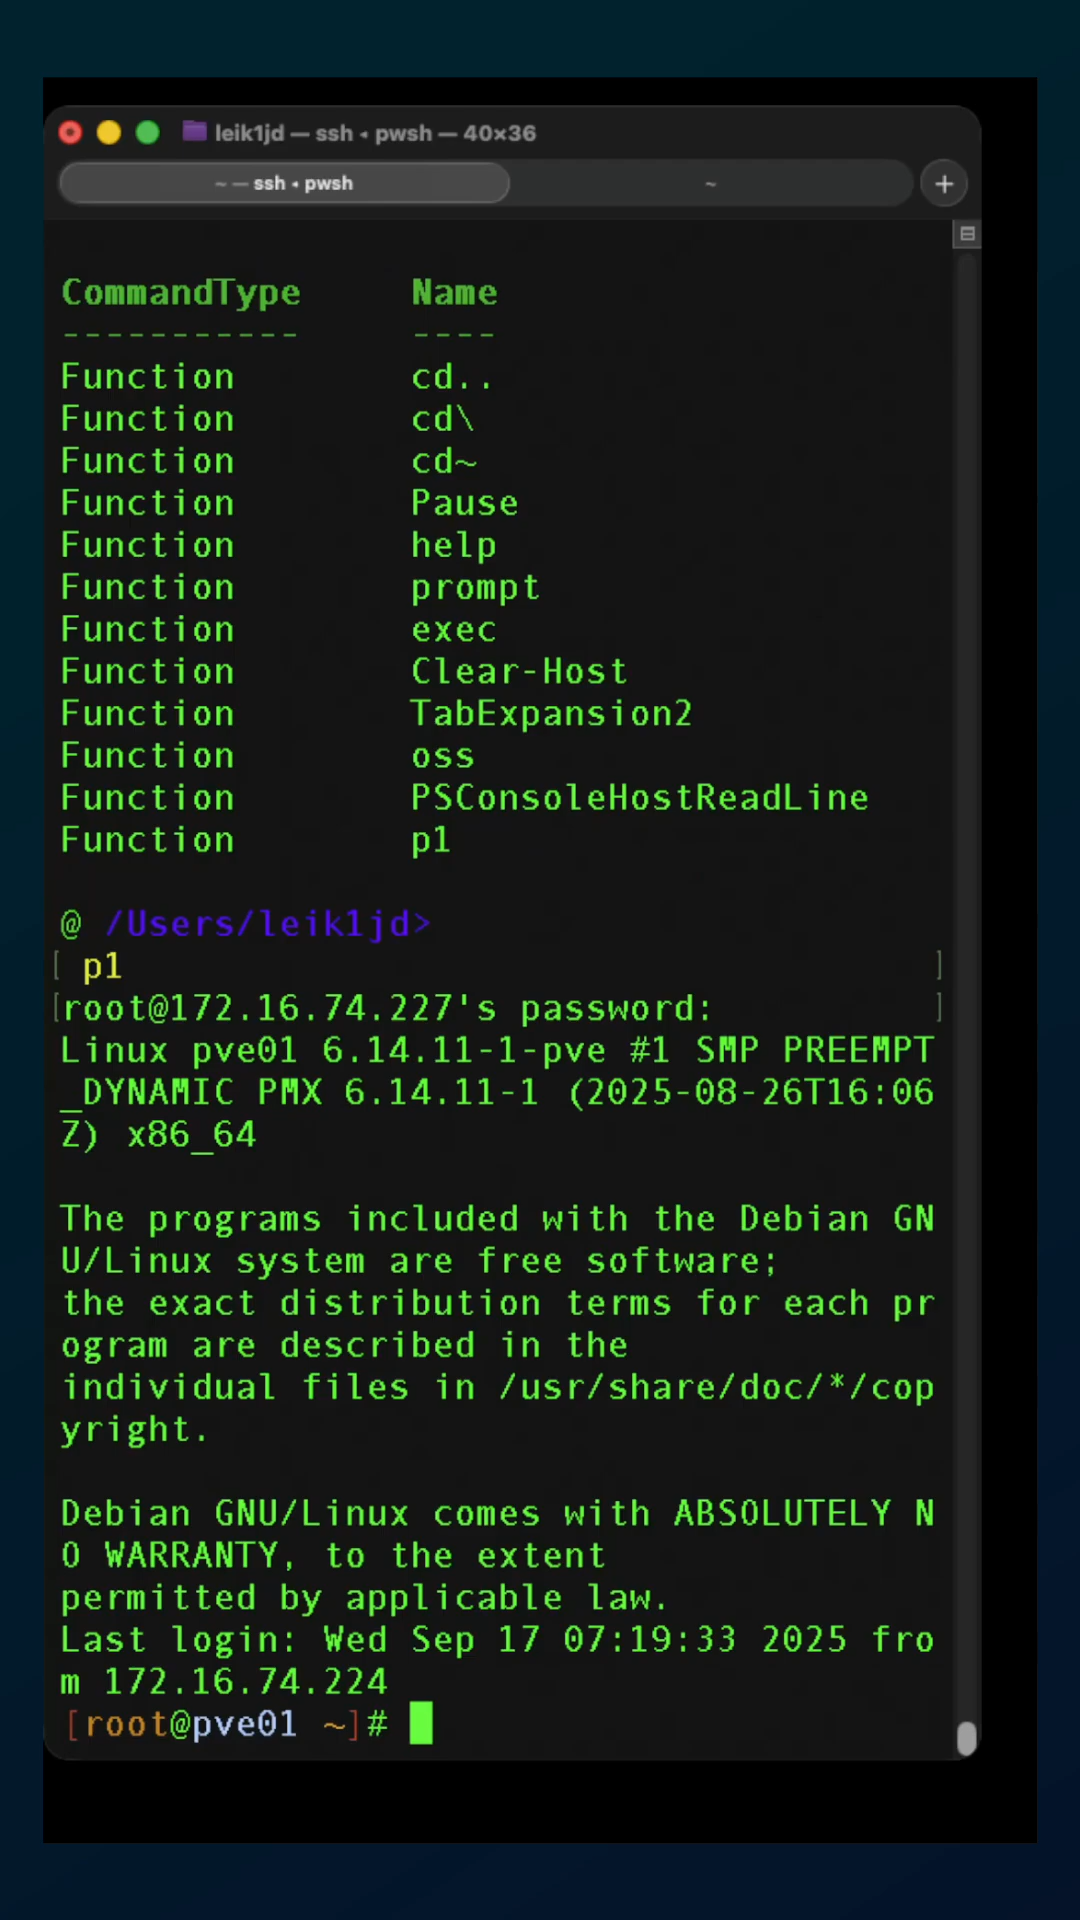 leik1jd — ssh ◂ pwsh — 40×36
~ — ssh ◂ pwsh
~
+
CommandType     Name
-----------     ----
Function        cd..
Function        cd\
Function        cd~
Function        Pause
Function        help
Function        prompt
Function        exec
Function        Clear-Host
Function        TabExpansion2
Function        oss
Function        PSConsoleHostReadLine
Function        p1
@ /Users/leik1jd>
[ p1 ]
[root@172.16.74.227's password: ]
Linux pve01 6.14.11-1-pve #1 SMP PREEMPT
_DYNAMIC PMX 6.14.11-1 (2025-08-26T16:06
Z) x86_64
The programs included with the Debian GN
U/Linux system are free software;
the exact distribution terms for each pr
ogram are described in the
individual files in /usr/share/doc/*/cop
yright.
Debian GNU/Linux comes with ABSOLUTELY N
O WARRANTY, to the extent
permitted by applicable law.
Last login: Wed Sep 17 07:19:33 2025 fro
m 172.16.74.224
[root@pve01 ~]#